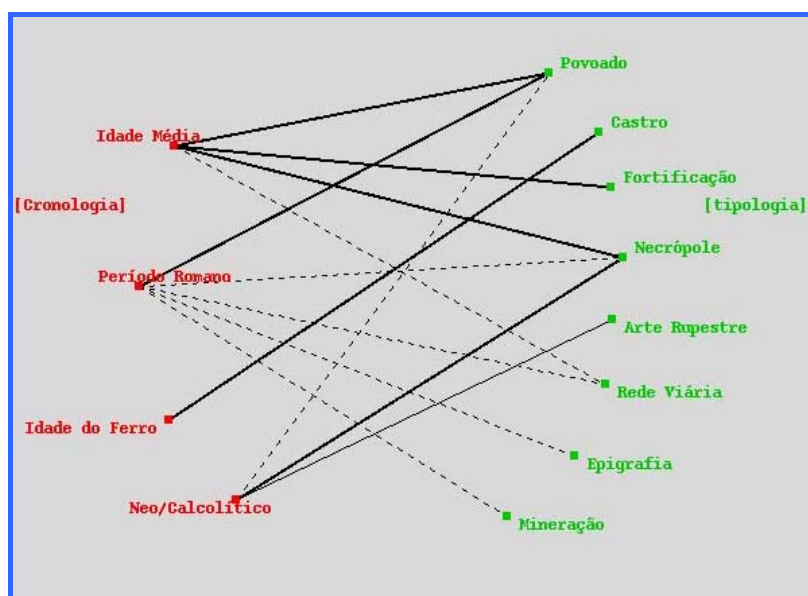 Povoado
Castro
Idade Média
Fortificação
[Cronologia]
[tipologia]
Necrópole
Período Romano
Arte Rupestre
Rede Viária
Idade do Ferro
Epigrafia
Neo/Calcolítico
Mineração